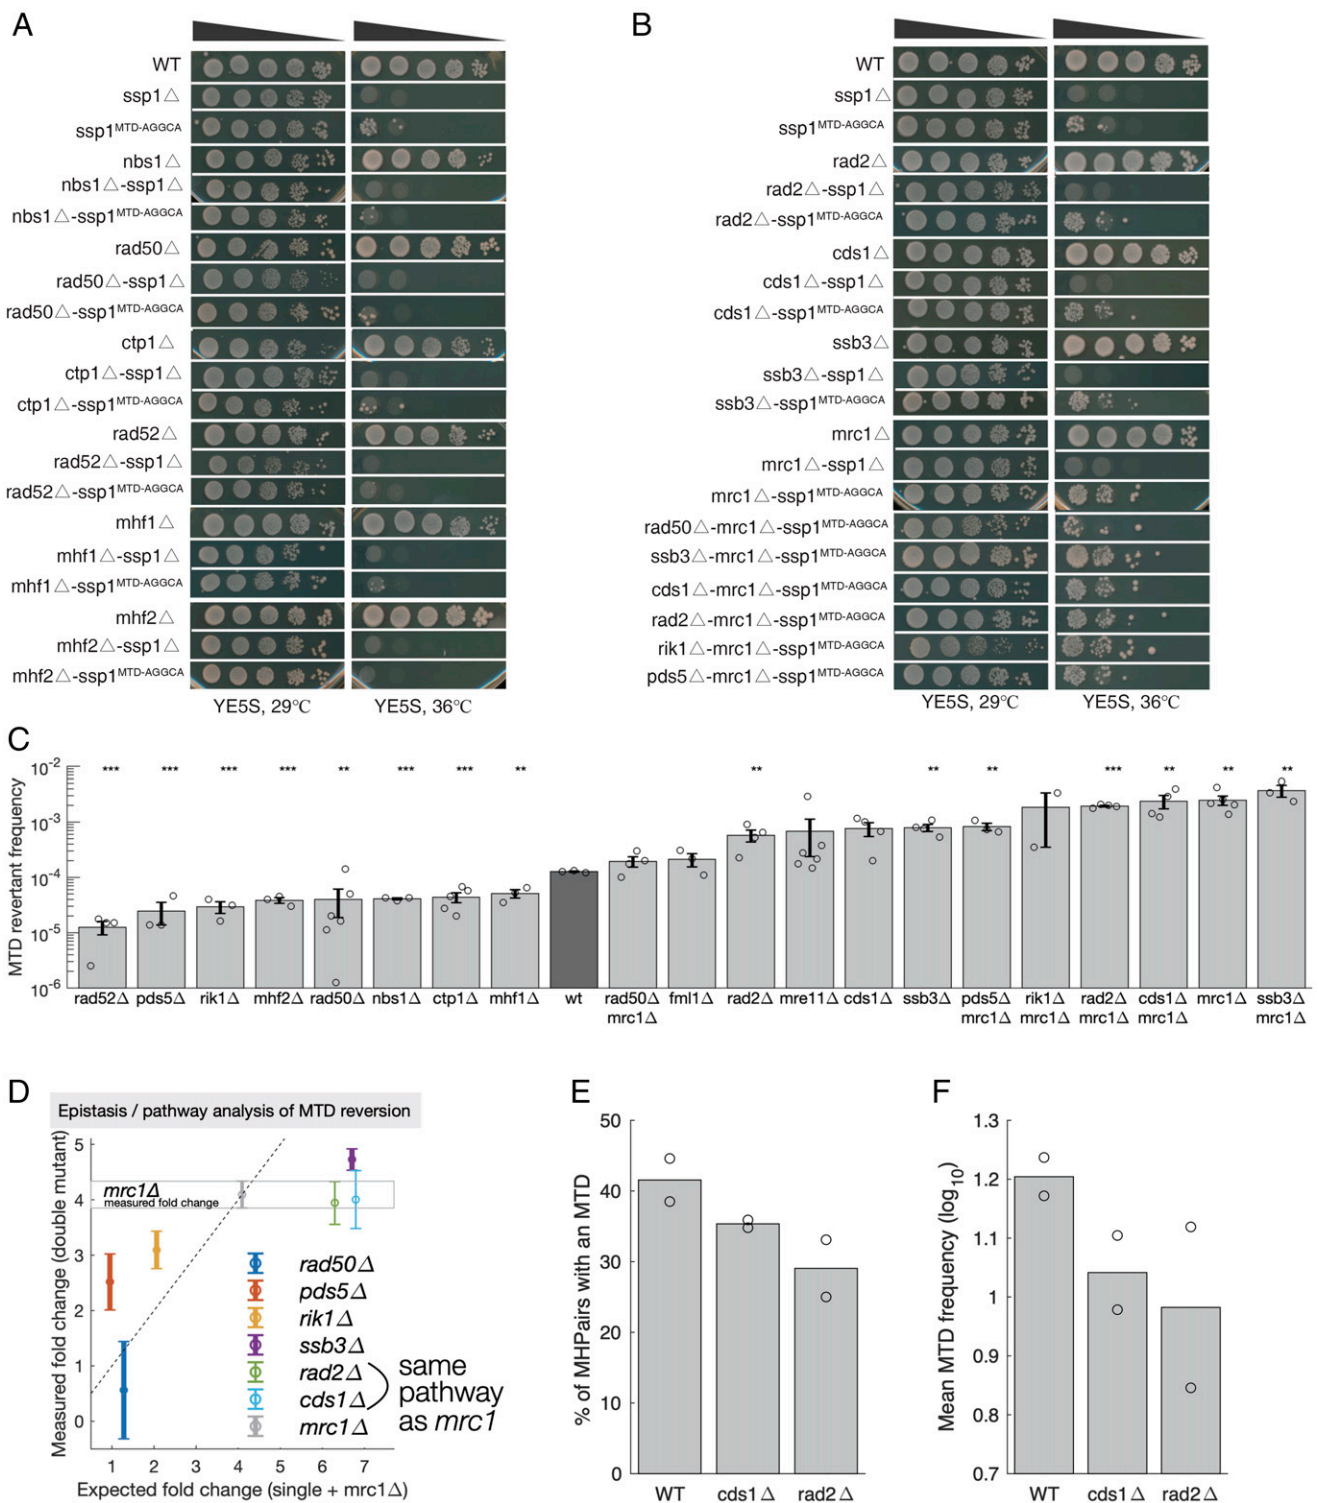 A
WT
ssp1△
ssp1MTD-AGGCA
nbs1△
nbs1△-ssp1△
nbs1△-ssp1MTD-AGGCA
rad50△
rad50△-ssp1△
rad50△-ssp1MTD-AGGCA
ctp1△
ctp1△-ssp1△
ctp1△-ssp1MTD-AGGCA
rad52△
rad52△-ssp1△
rad52△-ssp1MTD-AGGCA
mhf1△
mhf1△-ssp1△
mhf1△-ssp1MTD-AGGCA
mhf2△
mhf2△-ssp1△
mhf2△-ssp1MTD-AGGCA
YE5S, 29℃ YE5S, 36℃
B
WT
ssp1△
ssp1MTD-AGGCA
rad2△
rad2△-ssp1△
rad2△-ssp1MTD-AGGCA
cds1△
cds1△-ssp1△
cds1△-ssp1MTD-AGGCA
ssb3△
ssb3△-ssp1△
ssb3△-ssp1MTD-AGGCA
mrc1△
mrc1△-ssp1△
mrc1△-ssp1MTD-AGGCA
rad50△-mrc1△-ssp1MTD-AGGCA
ssb3△-mrc1△-ssp1MTD-AGGCA
cds1△-mrc1△-ssp1MTD-AGGCA
rad2△-mrc1△-ssp1MTD-AGGCA
rik1△-mrc1△-ssp1MTD-AGGCA
pds5△-mrc1△-ssp1MTD-AGGCA
YE5S, 29℃ YE5S, 36℃
C
MTD revertant frequency
10-2
10-3
10-4
10-5
10-6
*** *** *** *** ** *** *** ** ** ** ** *** ** ** **
rad52Δ pds5Δ rik1Δ mhf2Δ rad50Δ nbs1Δ ctp1Δ mhf1Δ wt rad50Δ fml1Δ rad2Δ mre11Δ cds1Δ ssb3Δ pds5Δ rik1Δ rad2Δ cds1Δ mrc1Δ ssb3Δ
mrc1Δ mrc1Δ mrc1Δ mrc1Δ mrc1Δ mrc1Δ
D
Epistasis / pathway analysis of MTD reversion
Measured fold change (double mutant)
5
4
3
2
1
0
mrc1Δ
measured fold change
rad50Δ
pds5Δ
rik1Δ
ssb3Δ
rad2Δ
cds1Δ
mrc1Δ
same
pathway
as mrc1
1 2 3 4 5 6 7
Expected fold change (single + mrc1Δ)
E
% of MHPairs with an MTD
50
40
30
20
10
0
WT cds1Δ rad2Δ
F
Mean MTD frequency (log10)
1.3
1.2
1.1
1
0.9
0.8
0.7
WT cds1Δ rad2Δ